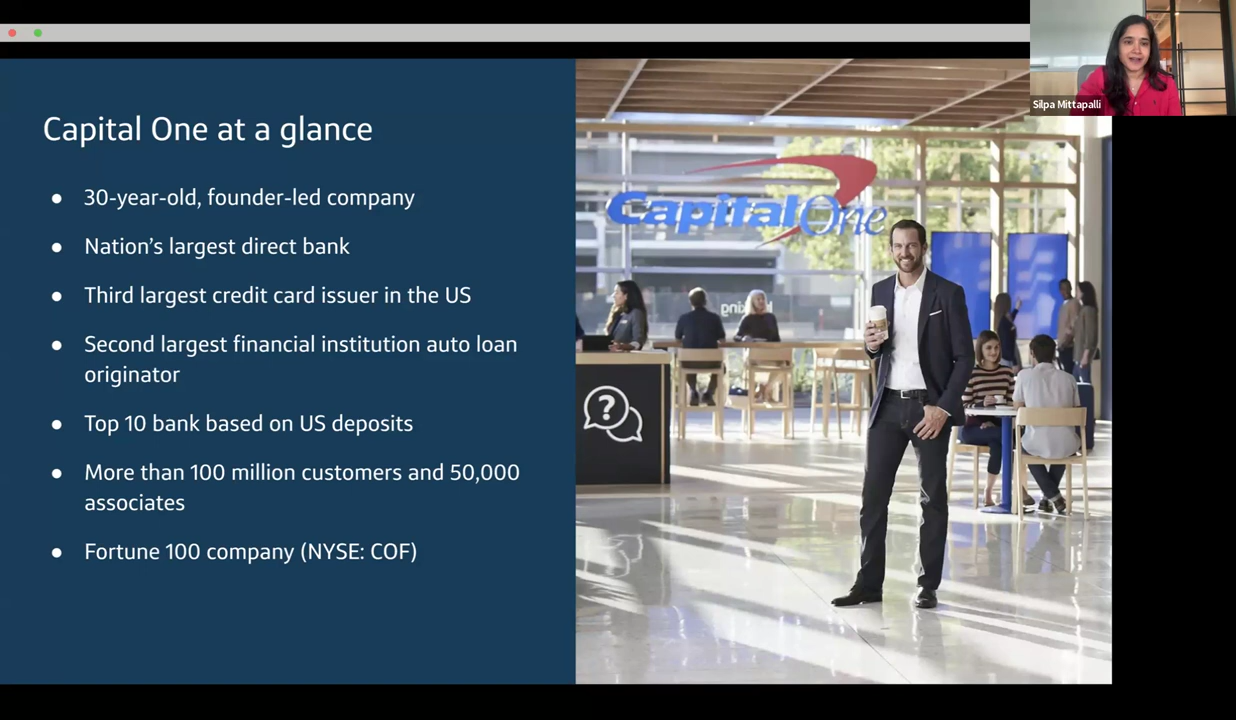 Silpa Mittapalli
Capital One at a glance
● 30-year-old, founder-led company
● Nation’s largest direct bank
● Third largest credit card issuer in the US
● Second largest financial institution auto loan
originator
● Top 10 bank based on US deposits
● More than 100 million customers and 50,000
associates
● Fortune 100 company (NYSE: COF)
Capital One
?